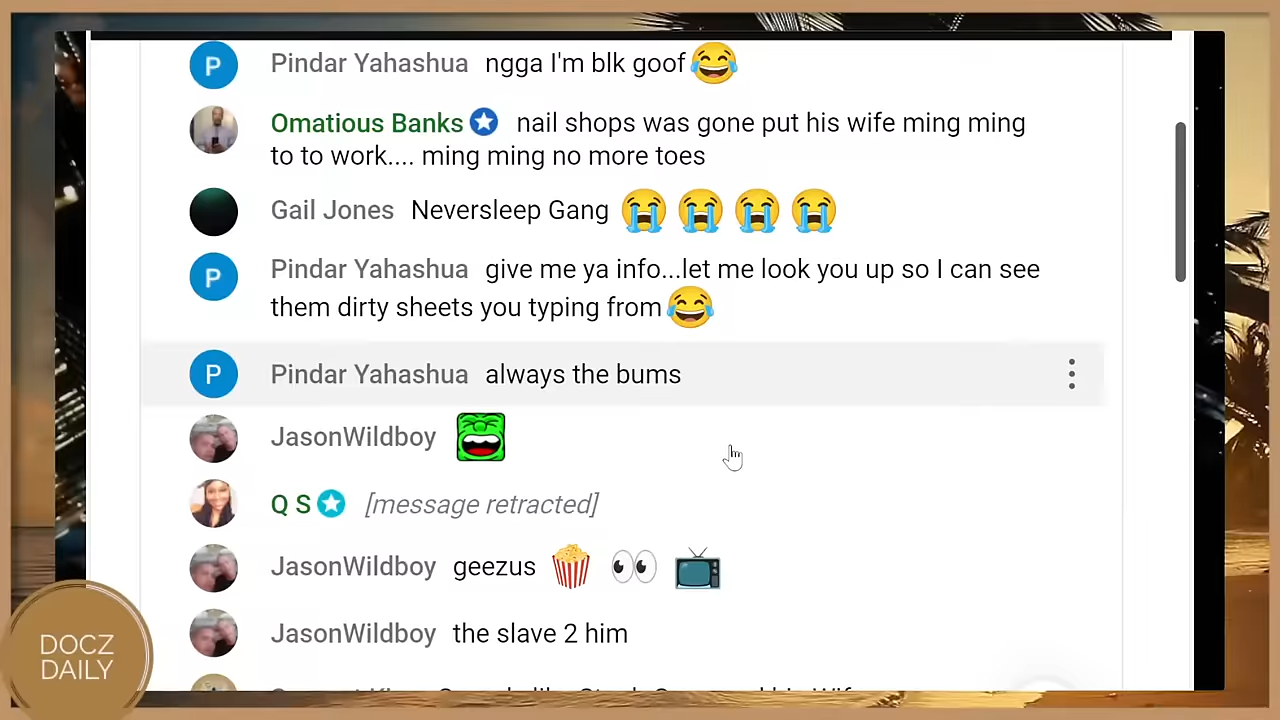 P Pindar Yahashua ngga I'm blk goof😂
Omatious Banks nail shops was gone put his wife ming ming
to to work.... ming ming no more toes
Gail Jones Neversleep Gang 😭 😭 😭 😭
P Pindar Yahashua give me ya info...let me look you up so I can see
them dirty sheets you typing from😂
P Pindar Yahashua always the bums
JasonWildboy
Q S [message retracted]
JasonWildboy geezus 🍿 👀 📺
JasonWildboy the slave 2 him
DOCZ
DAILY